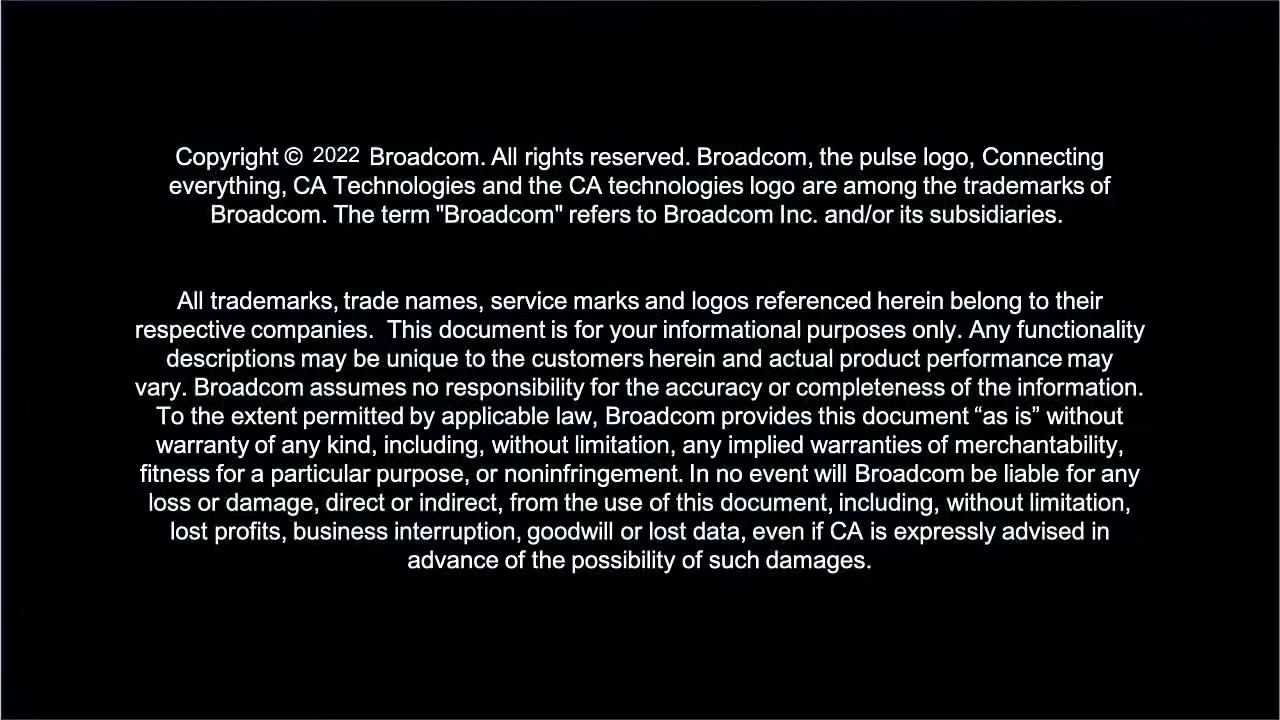 Copyright © 2022 Broadcom. All rights reserved. Broadcom, the pulse logo, Connecting
everything, CA Technologies and the CA technologies logo are among the trademarks of
Broadcom. The term "Broadcom" refers to Broadcom Inc. and/or its subsidiaries.
All trademarks, trade names, service marks and logos referenced herein belong to their
respective companies.  This document is for your informational purposes only. Any functionality
descriptions may be unique to the customers herein and actual product performance may
vary. Broadcom assumes no responsibility for the accuracy or completeness of the information.
To the extent permitted by applicable law, Broadcom provides this document “as is” without
warranty of any kind, including, without limitation, any implied warranties of merchantability,
fitness for a particular purpose, or noninfringement. In no event will Broadcom be liable for any
loss or damage, direct or indirect, from the use of this document, including, without limitation,
lost profits, business interruption, goodwill or lost data, even if CA is expressly advised in
advance of the possibility of such damages.